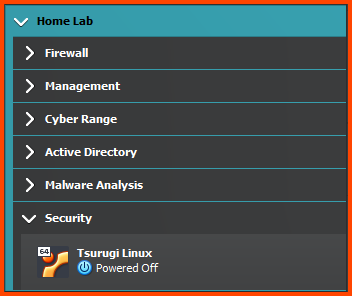 Home Lab
Firewall
Management
Cyber Range
Active Directory
Malware Analysis
Security
64
Tsurugi Linux
Powered Off